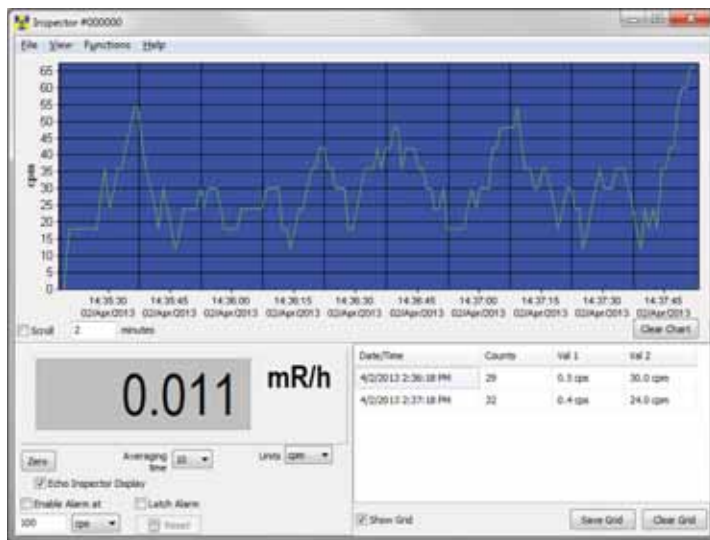 Inspector #000000
File View Functions Help
65
60
55
50
45
40
35
30
25
20
15
10
5
0
cpm
14:35:30 14:35:45 14:36:00 14:36:15 14:36:30 14:36:45 14:37:00 14:37:15 14:37:30 14:37:45
02/Apr/2013 02/Apr/2013 02/Apr/2013 02/Apr/2013 02/Apr/2013 02/Apr/2013 02/Apr/2013 02/Apr/2013 02/Apr/2013 02/Apr/2013
Scroll 2 minutes Clear Chart
0.011 mR/h
Zero Averaging time 10 Units cpm
Echo Inspector Display
Enable Alarm at Latch Alarm
100 cps Reset
Date/Time Counts Val 1 Val 2
4/2/2013 2:36:18 PM 29 0.5 cps 30.0 cpm
4/2/2013 2:37:18 PM 32 0.4 cps 24.0 cpm
Show Grid Save Grid Clear Grid